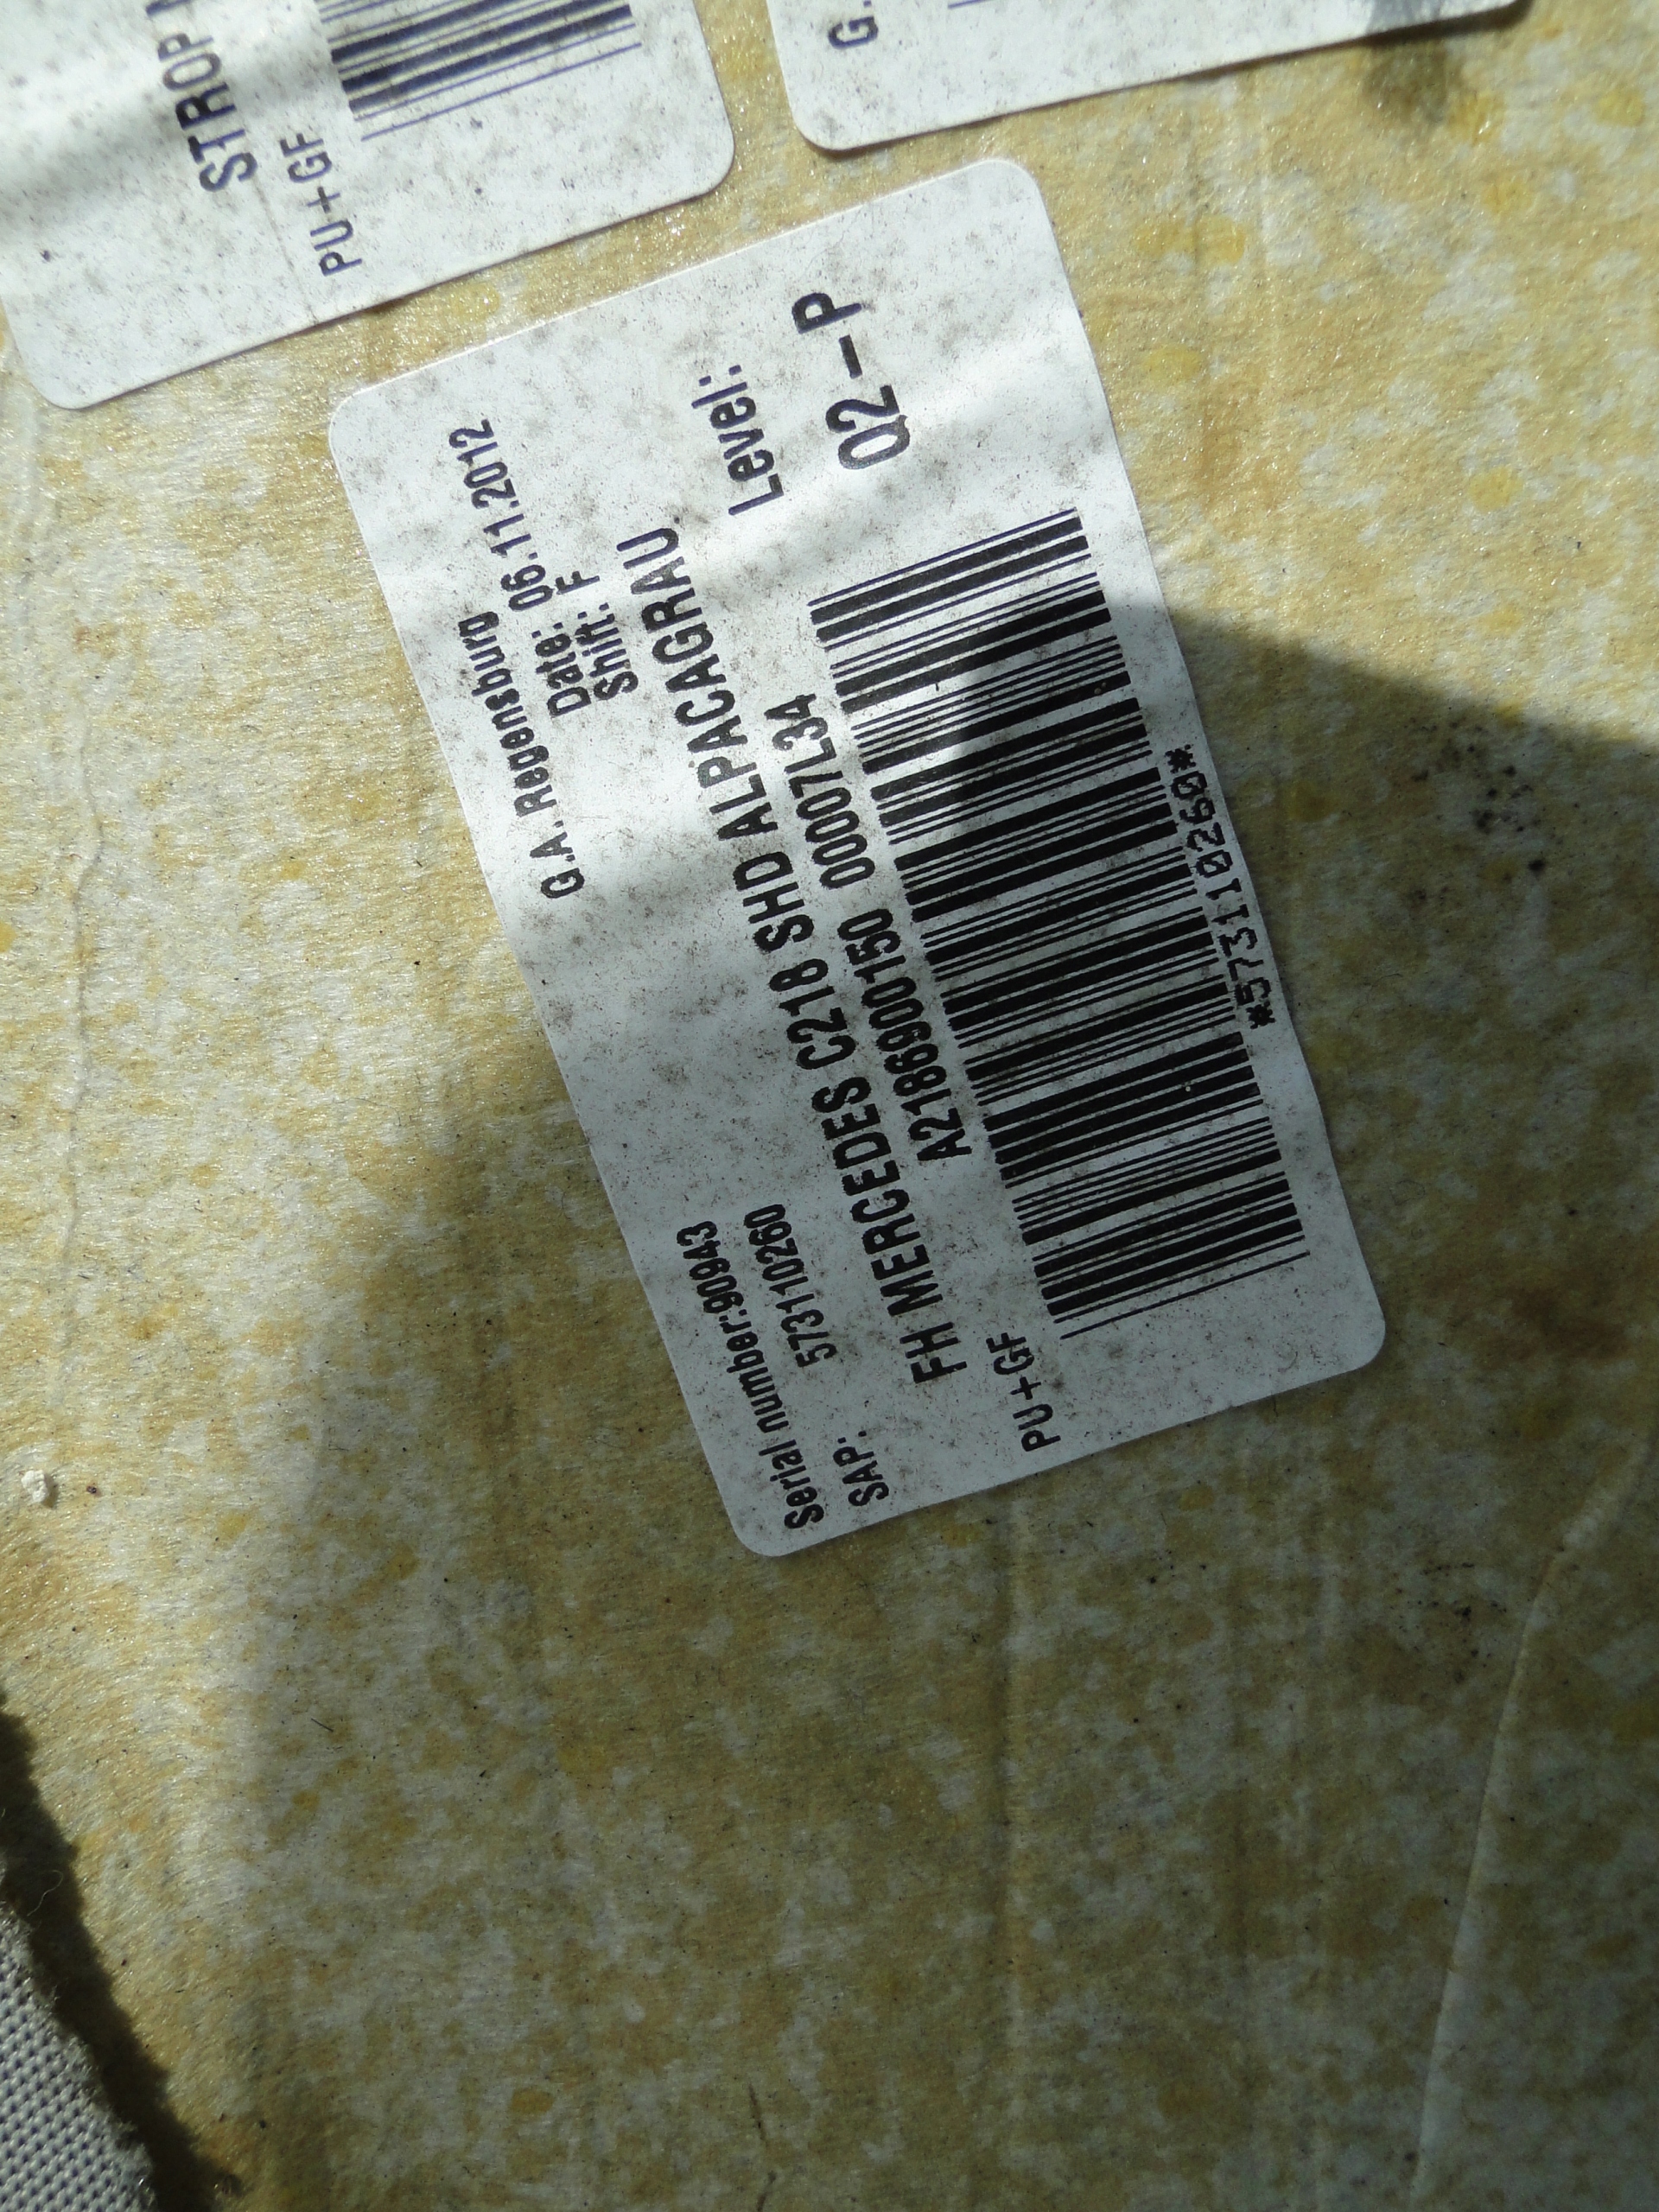 STROP
PU+GF
G.
Serial number:90943
G.A. Regensburg
SAP: 573110260
Date: 06.11.2012
Shift: F
FH MERCEDES C218 SHD ALPACAGRAU
A2186900150 00007L34
Level:
PU+GF
Q2-P
*573110260*